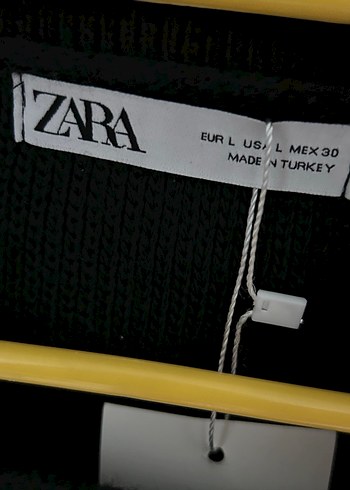 ZARA
EUR L USA L MEX 30
MADE IN TURKEY